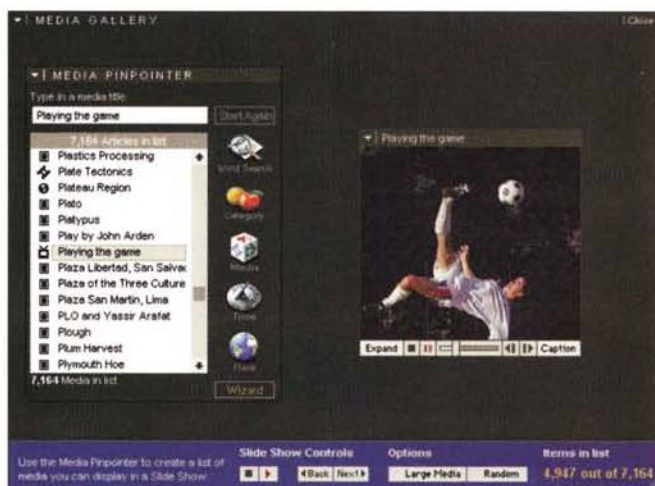 MEDIA GALLERY
Close
MEDIA PINPOINTER
Type in a media title:
Playing the game
Start Again
7,164 Articles in list
Plastics Processing
Plate Tectonics
Plateau Region
Plato
Platypus
Play by John Arden
Playing the game
Plaza Libertad, San Salvac
Plaza of the Three Culture
Plaza San Martin, Lima
PLO and Yassir Arafat
Plough
Plum Harvest
Plymouth Hoe
7,164 Media in list
Word Search
Category
Media
Time
Place
Wizard
Playing the game
Expand
Caption
Use the Media Pinpointer to create a list of
media you can display in a Slide Show.
Slide Show Controls
Back Next
Options
Large Media Random
Items in list
4,947 out of 7,164